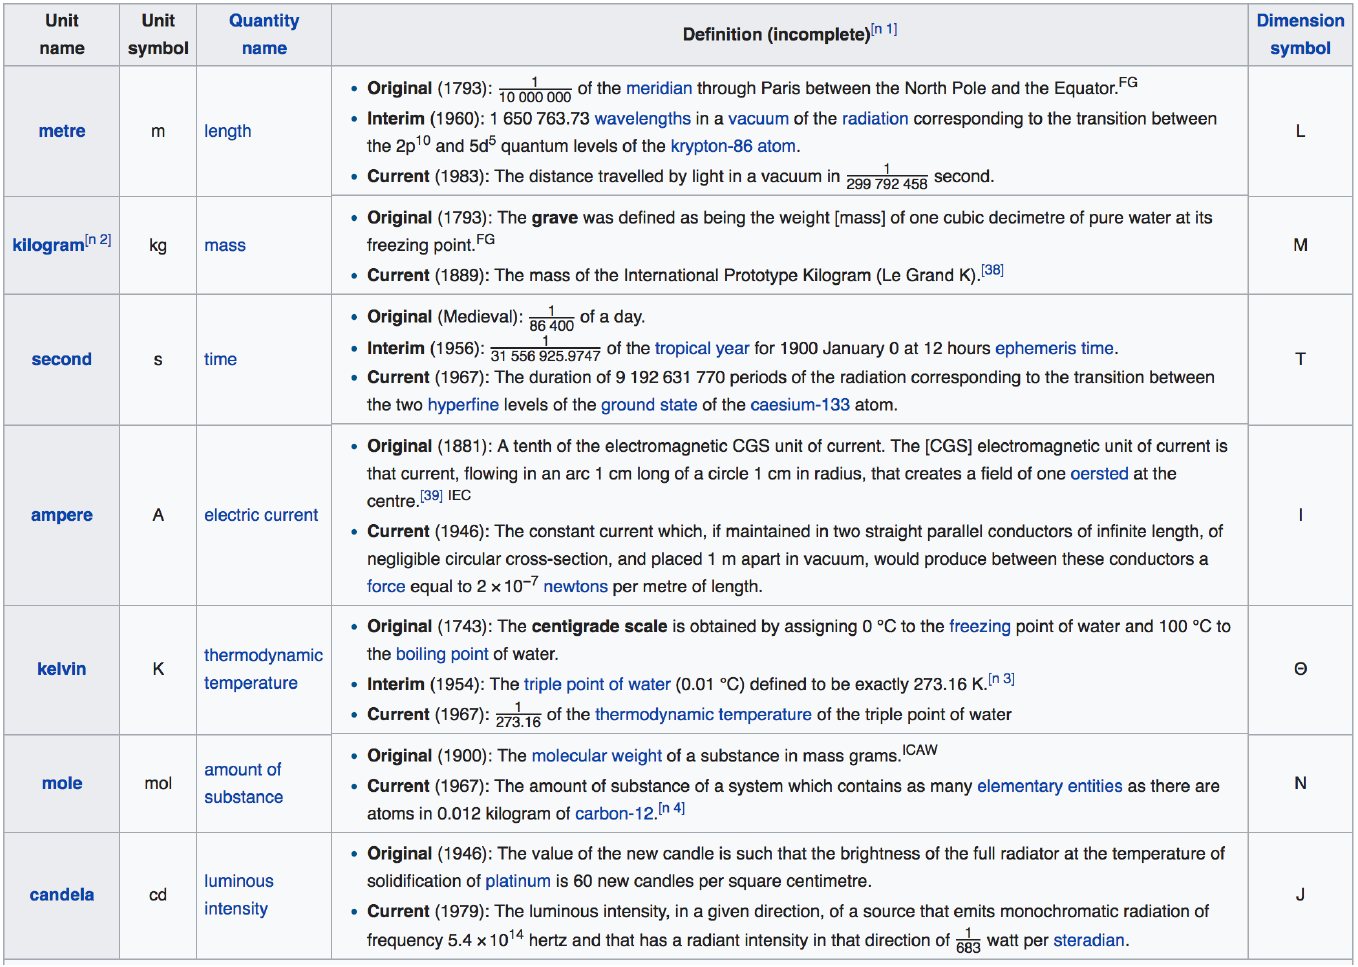 Unit name
Unit symbol
Quantity name
Definition (incomplete)[n 1]
Dimension symbol
metre
m
length
• Original (1793): 1/10 000 000 of the meridian through Paris between the North Pole and the Equator.FG
• Interim (1960): 1 650 763.73 wavelengths in a vacuum of the radiation corresponding to the transition between
the 2p10 and 5d5 quantum levels of the krypton-86 atom.
• Current (1983): The distance travelled by light in a vacuum in 1/299 792 458 second.
L
kilogram[n 2]
kg
mass
• Original (1793): The grave was defined as being the weight [mass] of one cubic decimetre of pure water at its
freezing point.FG
• Current (1889): The mass of the International Prototype Kilogram (Le Grand K).[38]
M
second
s
time
• Original (Medieval): 1/86 400 of a day.
• Interim (1956): 1/31 556 925.9747 of the tropical year for 1900 January 0 at 12 hours ephemeris time.
• Current (1967): The duration of 9 192 631 770 periods of the radiation corresponding to the transition between
the two hyperfine levels of the ground state of the caesium-133 atom.
T
ampere
A
electric current
• Original (1881): A tenth of the electromagnetic CGS unit of current. The [CGS] electromagnetic unit of current is
that current, flowing in an arc 1 cm long of a circle 1 cm in radius, that creates a field of one oersted at the
centre.[39] IEC
• Current (1946): The constant current which, if maintained in two straight parallel conductors of infinite length, of
negligible circular cross-section, and placed 1 m apart in vacuum, would produce between these conductors a
force equal to 2 × 10−7 newtons per metre of length.
I
kelvin
K
thermodynamic
temperature
• Original (1743): The centigrade scale is obtained by assigning 0 °C to the freezing point of water and 100 °C to
the boiling point of water.
• Interim (1954): The triple point of water (0.01 °C) defined to be exactly 273.16 K.[n 3]
• Current (1967): 1/273.16 of the thermodynamic temperature of the triple point of water
Θ
mole
mol
amount of
substance
• Original (1900): The molecular weight of a substance in mass grams.ICAW
• Current (1967): The amount of substance of a system which contains as many elementary entities as there are
atoms in 0.012 kilogram of carbon-12.[n 4]
N
candela
cd
luminous
intensity
• Original (1946): The value of the new candle is such that the brightness of the full radiator at the temperature of
solidification of platinum is 60 new candles per square centimetre.
• Current (1979): The luminous intensity, in a given direction, of a source that emits monochromatic radiation of
frequency 5.4 × 1014 hertz and that has a radiant intensity in that direction of 1/683 watt per steradian.
J